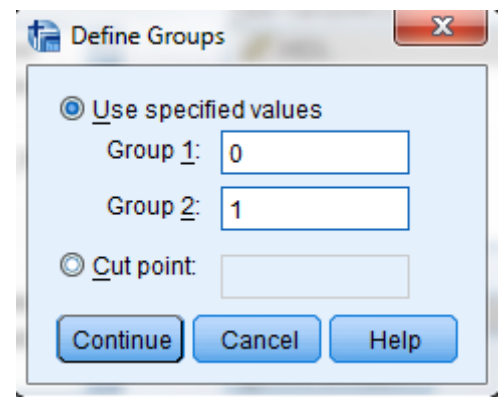 Define Groups
X
Use specified values
Group 1: 0
Group 2: 1
Cut point:
Continue Cancel Help